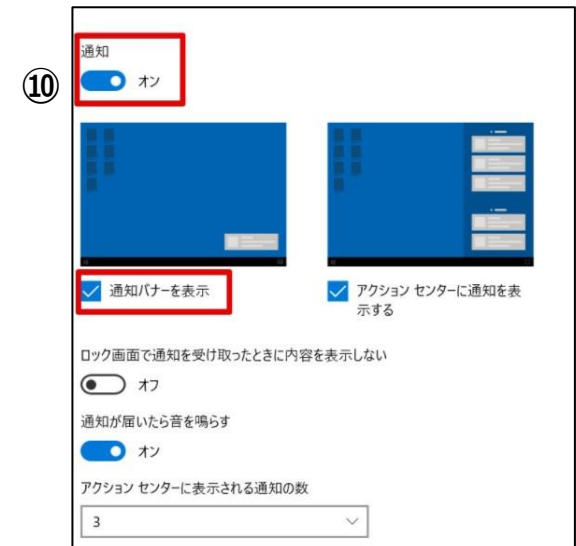 通知
⑩
オン
通知バナーを表示
アクション センターに通知を表
示する
ロック画面で通知を受け取ったときに内容を表示しない
オフ
通知が届いたら音を鳴らす
オン
アクション センターに表示される通知の数
3